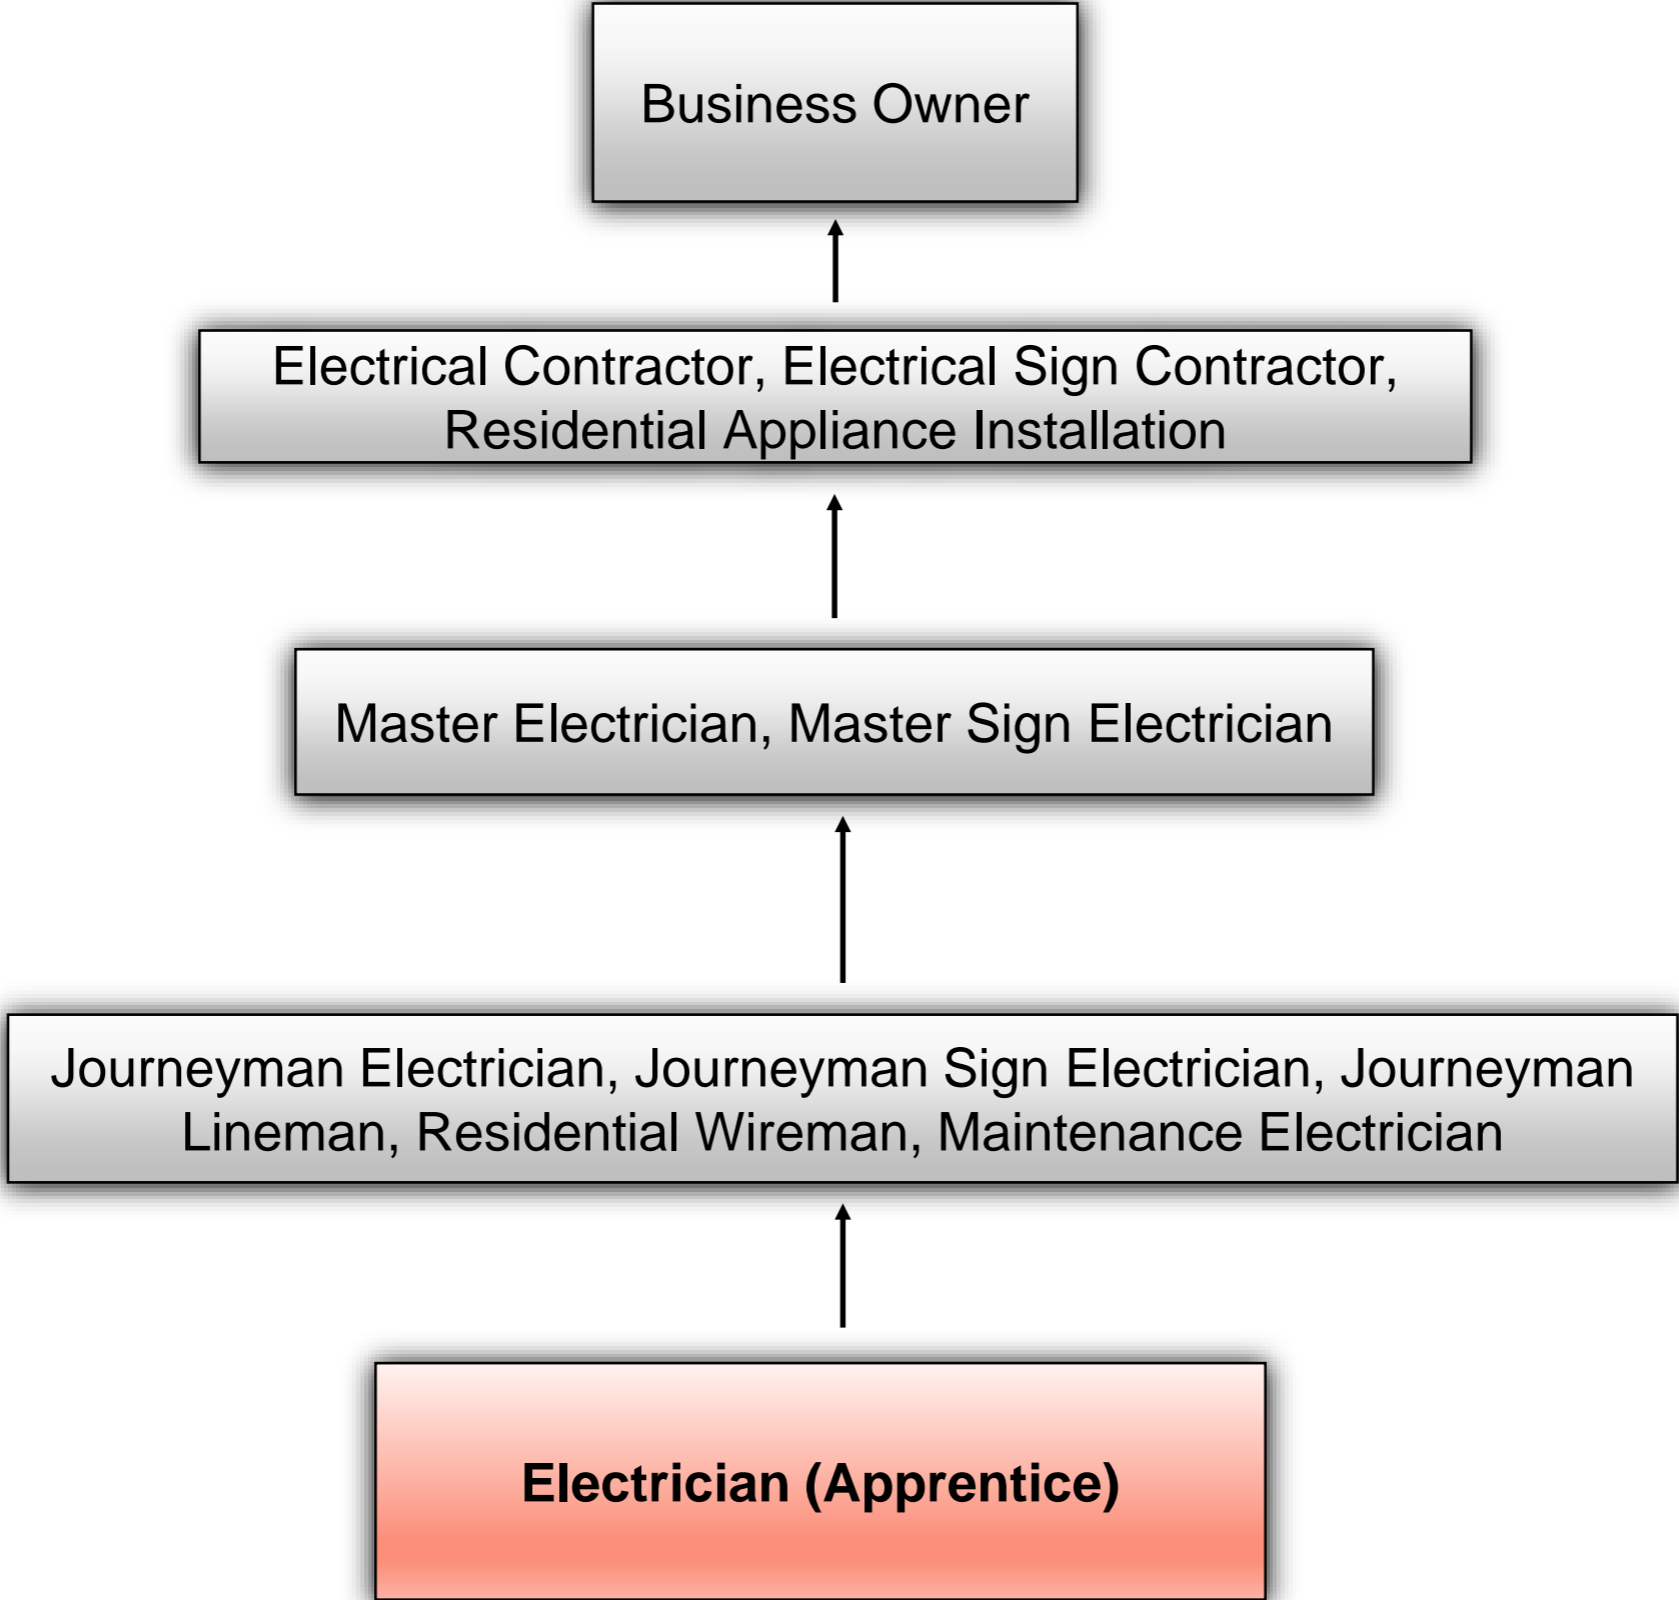 Business Owner
Electrical Contractor, Electrical Sign Contractor,
Residential Appliance Installation
Master Electrician, Master Sign Electrician
Journeyman Electrician, Journeyman Sign Electrician, Journeyman
Lineman, Residential Wireman, Maintenance Electrician
Electrician (Apprentice)